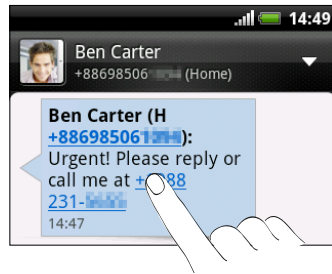 14:49
Ben Carter
+88698506 (Home)
Ben Carter (H
+88698506 ):
Urgent! Please reply or
call me at + 88
231-
14:47